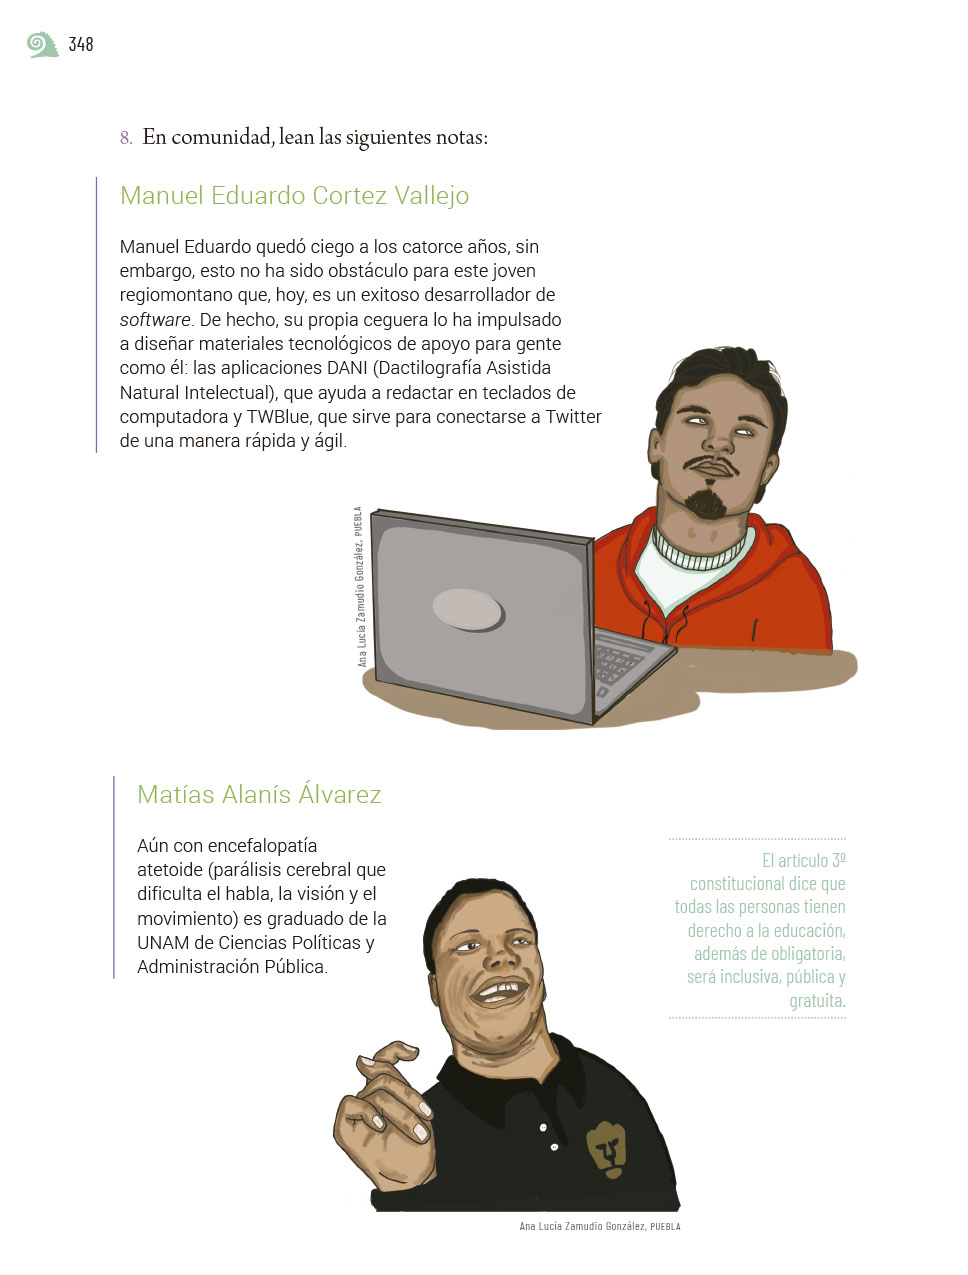 348
8. En comunidad, lean las siguientes notas:
Manuel Eduardo Cortez Vallejo
Manuel Eduardo quedó ciego a los catorce años, sin
embargo, esto no ha sido obstáculo para este joven
regiomontano que, hoy, es un exitoso desarrollador de
software. De hecho, su propia ceguera lo ha impulsado
a diseñar materiales tecnológicos de apoyo para gente
como él: las aplicaciones DANI (Dactilografía Asistida
Natural Intelectual), que ayuda a redactar en teclados de
computadora y TWBlue, que sirve para conectarse a Twitter
de una manera rápida y ágil.
Ana Lucía Zamudio González, PUEBLA
Matías Alanís Álvarez
Aún con encefalopatía
atetoide (parálisis cerebral que
dificulta el habla, la visión y el
movimiento) es graduado de la
UNAM de Ciencias Políticas y
Administración Pública.
El artículo 3º
constitucional dice que
todas las personas tienen
derecho a la educación,
además de obligatoria,
será inclusiva, pública y
gratuita.
Ana Lucía Zamudio González, PUEBLA